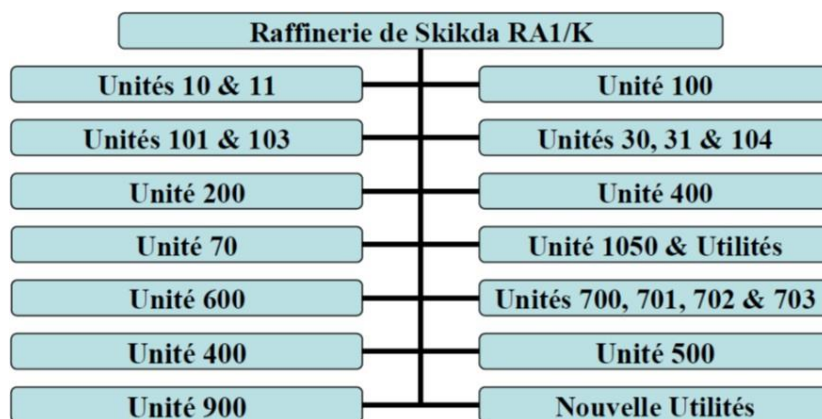 Raffinerie de Skikda RA1/K
Unités 10 & 11
Unité 100
Unités 101 & 103
Unités 30, 31 & 104
Unité 200
Unité 400
Unité 70
Unité 1050 & Utilités
Unité 600
Unités 700, 701, 702 & 703
Unité 400
Unité 500
Unité 900
Nouvelle Utilités